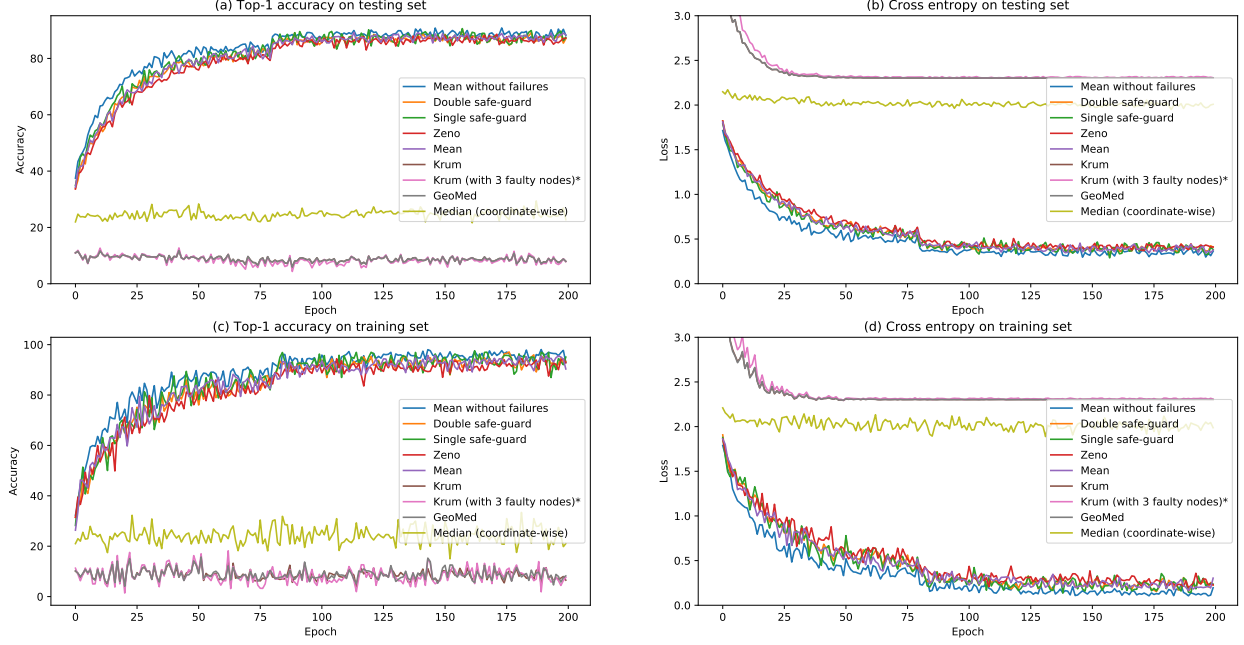 (a) Top-1 accuracy on testing set
80
60
40
20
0
Accuracy
0 25 50 75 100 125 150 175 200
Epoch
Mean without failures
Double safe-guard
Single safe-guard
Zeno
Mean
Krum
Krum (with 3 faulty nodes)*
GeoMed
Median (coordinate-wise)
(b) Cross entropy on testing set
3.0
2.5
2.0
1.5
1.0
0.5
0.0
Loss
0 25 50 75 100 125 150 175 200
Epoch
Mean without failures
Double safe-guard
Single safe-guard
Zeno
Mean
Krum
Krum (with 3 faulty nodes)*
GeoMed
Median (coordinate-wise)
(c) Top-1 accuracy on training set
100
80
60
40
20
0
Accuracy
0 25 50 75 100 125 150 175 200
Epoch
Mean without failures
Double safe-guard
Single safe-guard
Zeno
Mean
Krum
Krum (with 3 faulty nodes)*
GeoMed
Median (coordinate-wise)
(d) Cross entropy on training set
3.0
2.5
2.0
1.5
1.0
0.5
0.0
Loss
0 25 50 75 100 125 150 175 200
Epoch
Mean without failures
Double safe-guard
Single safe-guard
Zeno
Mean
Krum
Krum (with 3 faulty nodes)*
GeoMed
Median (coordinate-wise)